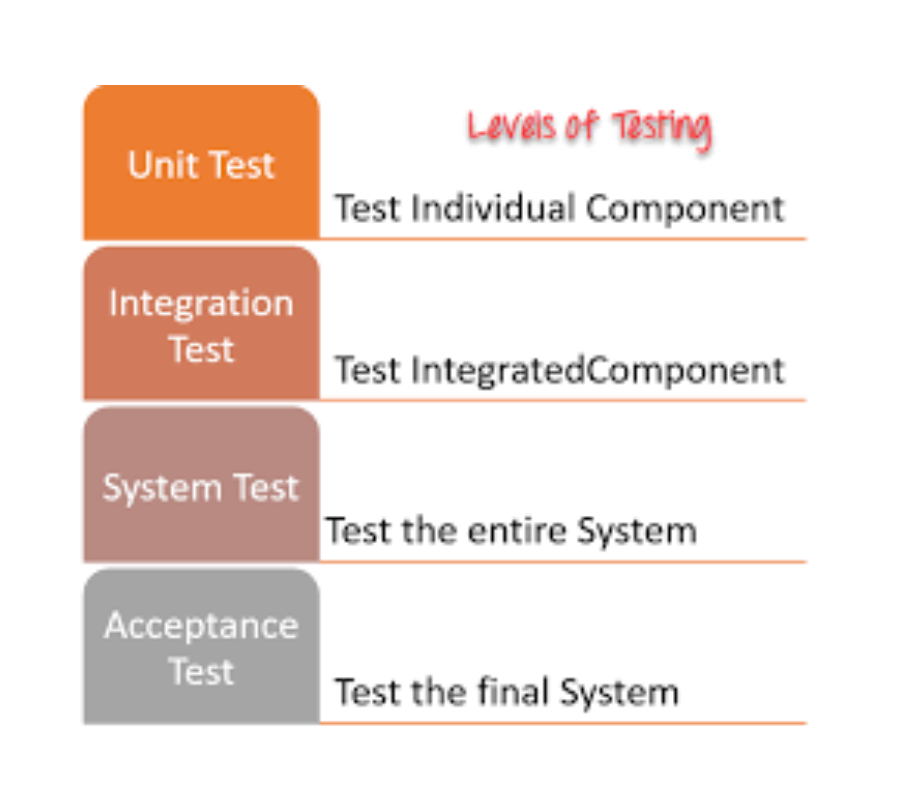 Levels of Testing
Unit Test
Test Individual Component
Integration
Test
Test IntegratedComponent
System Test
Test the entire System
Acceptance
Test
Test the final System